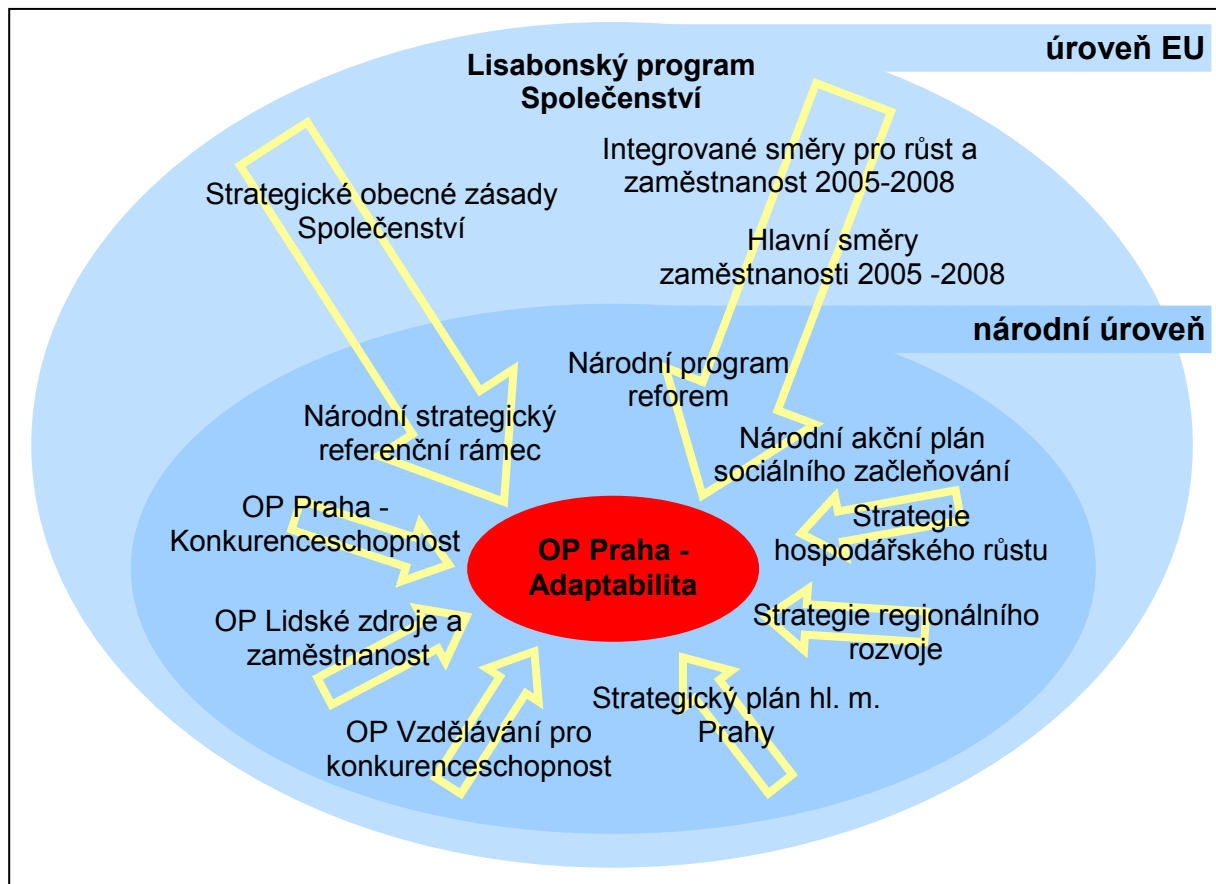 úroveň EU
Lisabonský program
Společenství
Integrované směry pro růst a
zaměstnanost 2005-2008
Strategické obecné zásady
Společenství
Hlavní směry
zaměstnanosti 2005 -2008
národní úroveň
Národní program
reforem
Národní strategický
referenční rámec
Národní akční plán
sociálního začleňování
OP Praha -
Konkurenceschopnost
Strategie
hospodářského růstu
OP Praha -
Adaptabilita
OP Lidské zdroje a
zaměstnanost
Strategie regionálního
rozvoje
Strategický plán hl. m.
Prahy
OP Vzdělávání pro
konkurenceschopnost